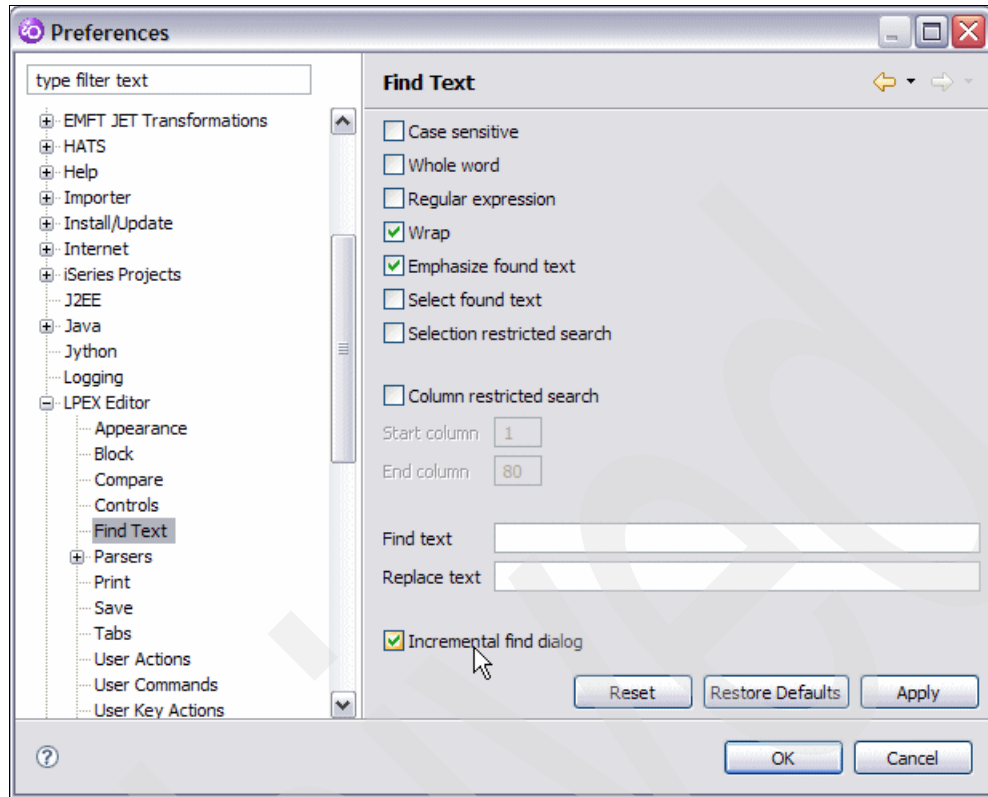 Preferences
type filter text
EMFT JET Transformations
HATS
Help
Importer
Install/Update
Internet
iSeries Projects
J2EE
Java
Jython
Logging
LPEX Editor
Appearance
Block
Compare
Controls
Find Text
Parsers
Print
Save
Tabs
User Actions
User Commands
User Key Actions
Find Text
Case sensitive
Whole word
Regular expression
Wrap
Emphasize found text
Select found text
Selection restricted search
Column restricted search
Start column 1
End column 80
Find text
Replace text
Incremental find dialog
Reset Restore Defaults Apply
OK Cancel